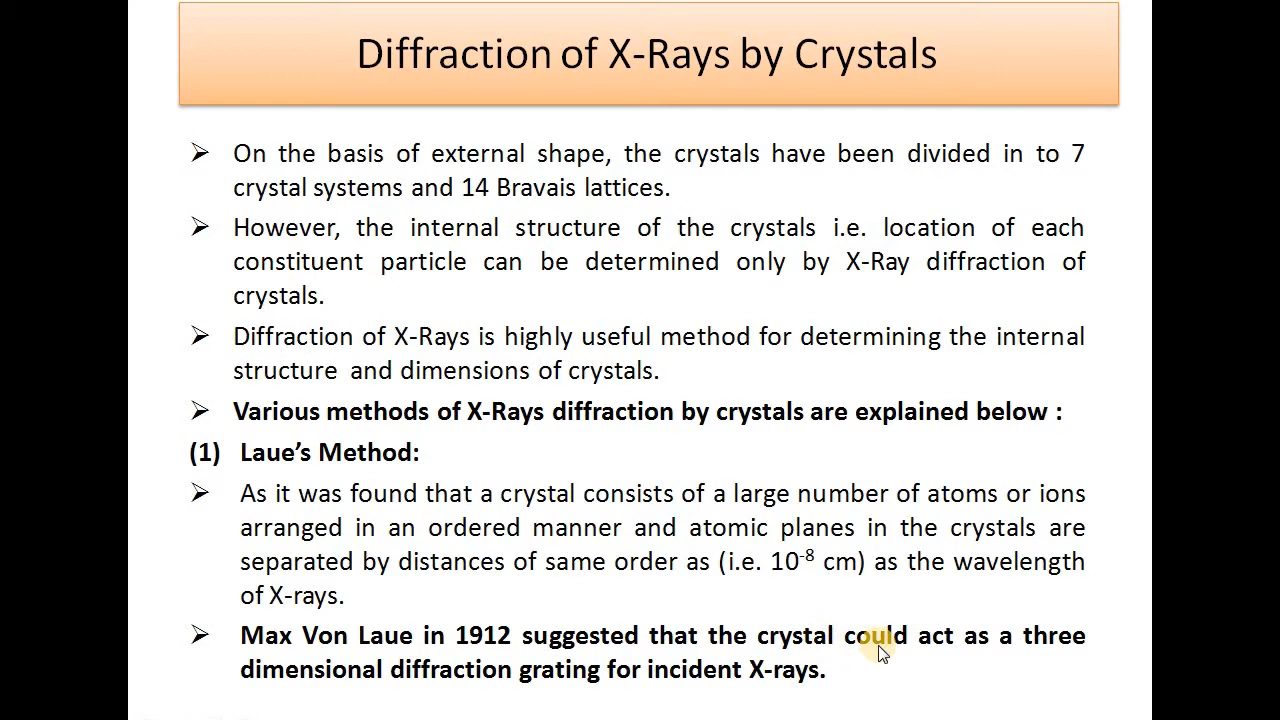 Diffraction of X-Rays by Crystals
➢ On the basis of external shape, the crystals have been divided in to 7
crystal systems and 14 Bravais lattices.
➢ However, the internal structure of the crystals i.e. location of each
constituent particle can be determined only by X-Ray diffraction of
crystals.
➢ Diffraction of X-Rays is highly useful method for determining the internal
structure and dimensions of crystals.
➢ Various methods of X-Rays diffraction by crystals are explained below :
(1) Laue’s Method:
➢ As it was found that a crystal consists of a large number of atoms or ions
arranged in an ordered manner and atomic planes in the crystals are
separated by distances of same order as (i.e. 10⁻⁸ cm) as the wavelength
of X-rays.
➢ Max Von Laue in 1912 suggested that the crystal could act as a three
dimensional diffraction grating for incident X-rays.